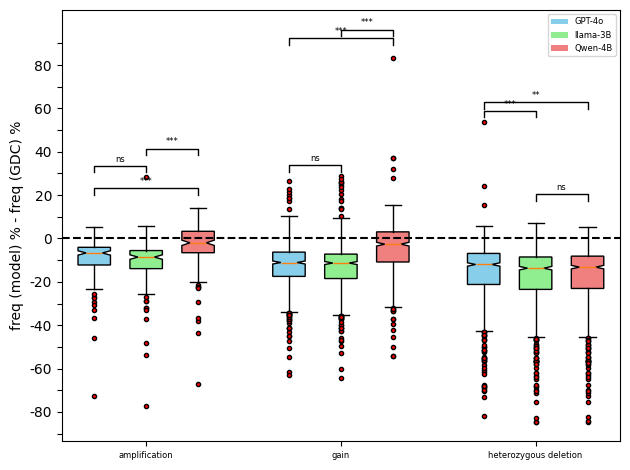 GPT-4o
llama-3B
Qwen-4B
***
***
**
***
***
ns
ns
***
ns
freq (model) % - freq (GDC) %
80
60
40
20
0
-20
-40
-60
-80
amplification
gain
heterozygous deletion